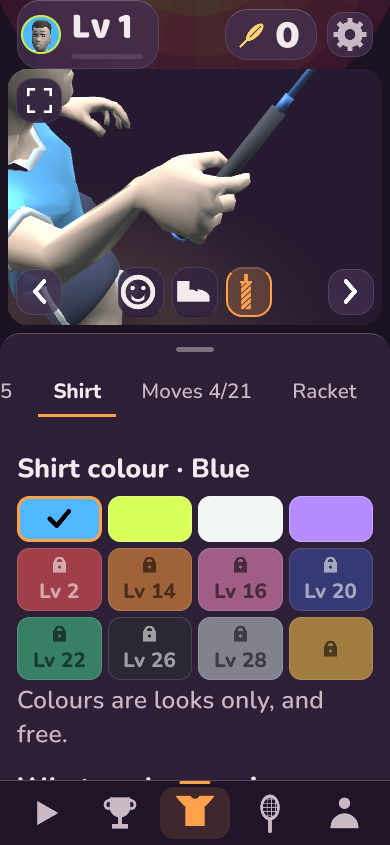 Lv 1
0
5
Shirt
Moves 4/21
Racket
Shirt colour · Blue
Lv 2
Lv 14
Lv 16
Lv 20
Lv 22
Lv 26
Lv 28
Colours are looks only, and
free.